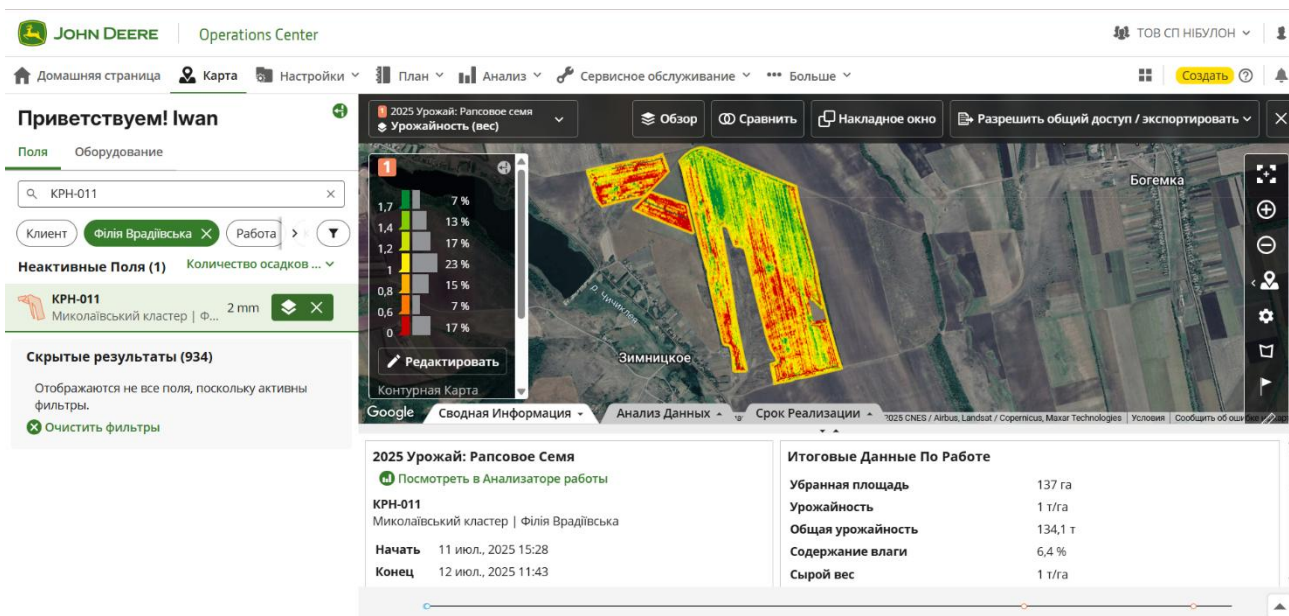 JOHN DEERE
Operations Center
ТОВ СП НІБУЛОН
Домашняя страница
Карта
Настройки
План
Анализ
Сервисное обслуживание
Больше
Создать
Приветствуем! Iwan
Поля
Оборудование
КРН-011
Клиент
Філія Врадіївська
Работа
Неактивные Поля (1)
Количество осадков ...
КРН-011
Миколаївський кластер | Ф...
2 mm
Скрытые результаты (934)
Отображаются не все поля, поскольку активны
фильтры.
Очистить фильтры
1 2025 Урожай: Рапсовое семя
Урожайность (вес)
Обзор
Сравнить
Накладное окно
Разрешить общий доступ / экспортировать
1
1,7
7 %
1,4
13 %
1,2
17 %
1
23 %
0,8
15 %
0,6
7 %
0
17 %
Редактировать
Контурная Карта
Богемка
р. Чичиклея
Зимницкое
Google
Сводная Информация
Анализ Данных
Срок Реализации
2025 CNES / Airbus, Landsat / Copernicus, Maxar Technologies
Условия
2025 Урожай: Рапсовое Семя
Посмотреть в Анализаторе работы
КРН-011
Миколаївський кластер | Філія Врадіївська
Начать 11 июл., 2025 15:28
Конец 12 июл., 2025 11:43
Итоговые Данные По Работе
Убранная площадь 137 га
Урожайность 1 т/га
Общая урожайность 134,1 т
Содержание влаги 6,4 %
Сырой вес 1 т/га